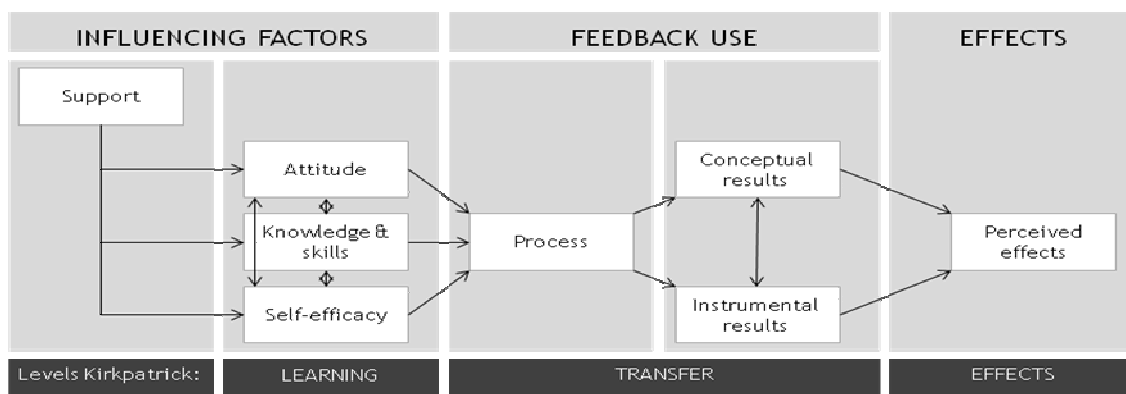 INFLUENCING FACTORS
FEEDBACK USE
EFFECTS
Support
Attitude
Knowledge &
skills
Self-efficacy
Process
Conceptual
results
Instrumental
results
Perceived
effects
Levels Kirkpatrick:
LEARNING
TRANSFER
EFFECTS